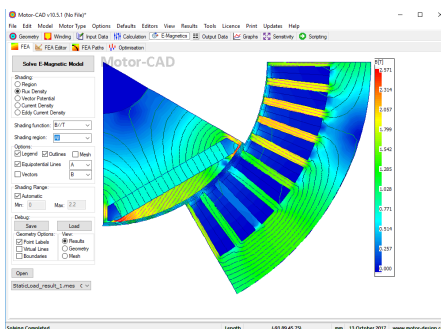 Motor-CAD v10.5.1 (No File)*
File Edit Model Motor Type Options Defaults Editors View Results Tools Licence Print Updates Help
Geometry Winding Input Data Calculation E-Magnetics Output Data Graphs Sensitivity Scripting
FEA FEA Editor FEA Paths Optimisation
Solve E-Magnetic Model
Motor-CAD
Shading:
Region
Flux Density
Vector Potential
Current Density
Eddy Current Density
Shading function: B//T
Shading region:
Options:
Legend Outlines Mesh
Equipotential Lines A
Vectors B
Shading Range
Automatic
Min: 0 Max: 2.2
Debug:
Save Load
Geometry Options: View:
Point Labels Results
Virtual Lines Geometry
Boundaries Mesh
Open
StaticLoad_result_1.mes
B[T]
2.571
2.314
2.057
1.799
1.542
1.285
1.028
0.771
0.514
0.257
0.000
Solving Completed
Length
mm
13 October 2017